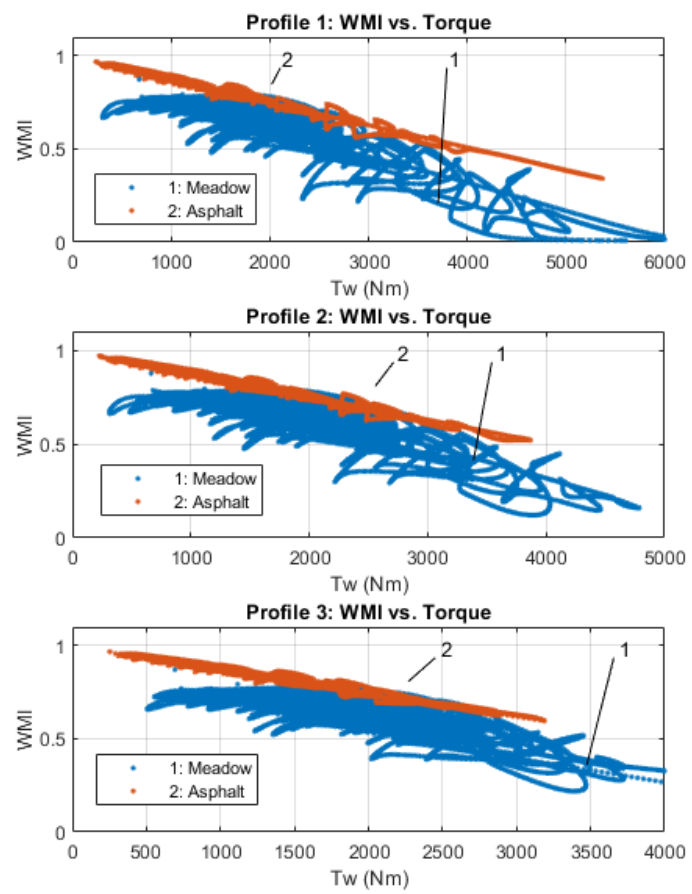 Profile 1: WMI vs. Torque
1
2
1
WMI
0.5
1: Meadow
2: Asphalt
0
0 1000 2000 3000 4000 5000 6000
Tw (Nm)
Profile 2: WMI vs. Torque
1
2
1
WMI
0.5
1: Meadow
2: Asphalt
0
0 1000 2000 3000 4000 5000
Tw (Nm)
Profile 3: WMI vs. Torque
1
2
1
WMI
0.5
1: Meadow
2: Asphalt
0
0 500 1000 1500 2000 2500 3000 3500 4000
Tw (Nm)